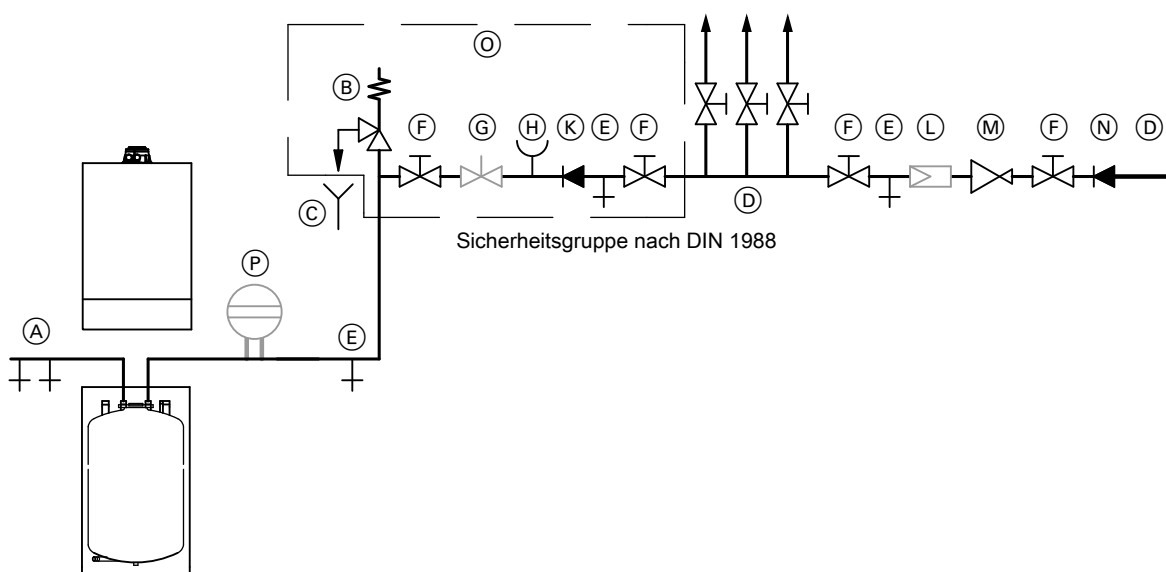 Ⓞ
Ⓑ Ⓕ Ⓖ Ⓗ Ⓚ Ⓔ Ⓕ Ⓕ Ⓔ Ⓛ Ⓜ Ⓕ Ⓝ Ⓓ
Ⓒ Ⓓ
Sicherheitsgruppe nach DIN 1988
Ⓟ
Ⓐ Ⓔ